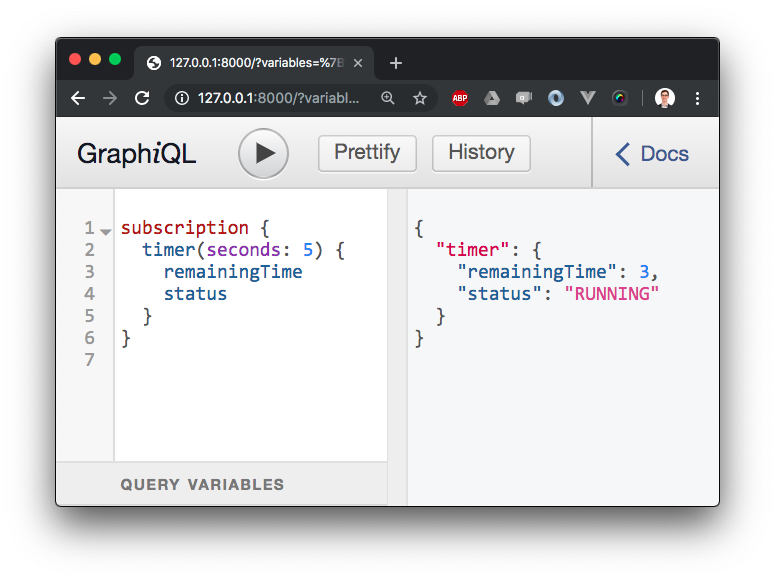 127.0.0.1:8000/?variables=%7B
127.0.0.1:8000/?variabl...
ABP
GraphiQL
Prettify
History
Docs
1 subscription {
2 timer(seconds: 5) {
3 remainingTime
4 status
5 }
6 }
7
{
"timer": {
"remainingTime": 3,
"status": "RUNNING"
}
}
QUERY VARIABLES